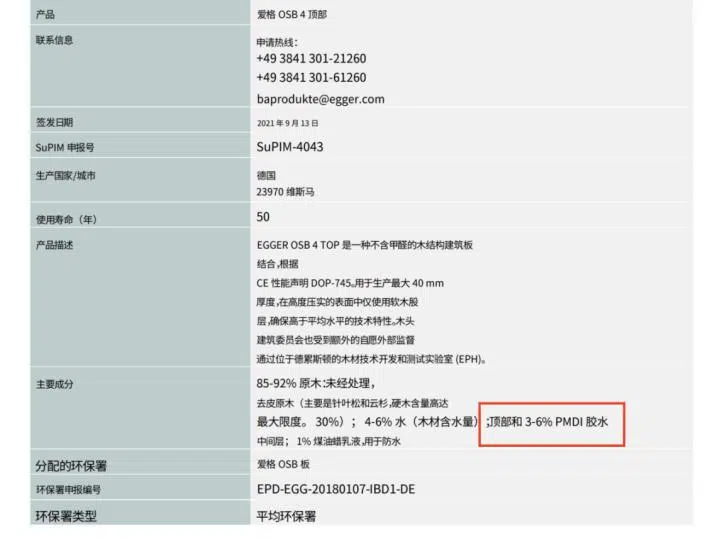 产品
爱格 OSB 4 顶部
联系信息
申请热线：
+49 3841 301-21260
+49 3841 301-61260
baprodukte@egger.com
签发日期
2021 年 9 月 13 日
SuPIM 申报号
SuPIM-4043
生产国家/城市
德国
23970 维斯马
使用寿命（年）
50
产品描述
EGGER OSB 4 TOP 是一种不含甲醛的木结构建筑板
结合，根据
CE 性能声明 DOP-745。用于生产最大 40 mm
厚度，在高度压实的表面中仅使用软木股
层，确保高于平均水平的技术特性。木头
建筑委员会也受到额外的自愿外部监督
通过位于德累斯顿的木材技术开发和测试实验室 (EPH)。
主要成分
85-92% 原木：未经处理，
去皮原木（主要是针叶松和云杉，硬木含量高达
最大限度。 30%）； 4-6% 水（木材含水量）；顶部和 3-6% PMDI 胶水
中间层； 1% 煤油蜡乳液，用于防水
分配的环保署
爱格 OSB 板
环保署申报编号
EPD-EGG-20180107-IBD1-DE
环保署类型
平均环保署